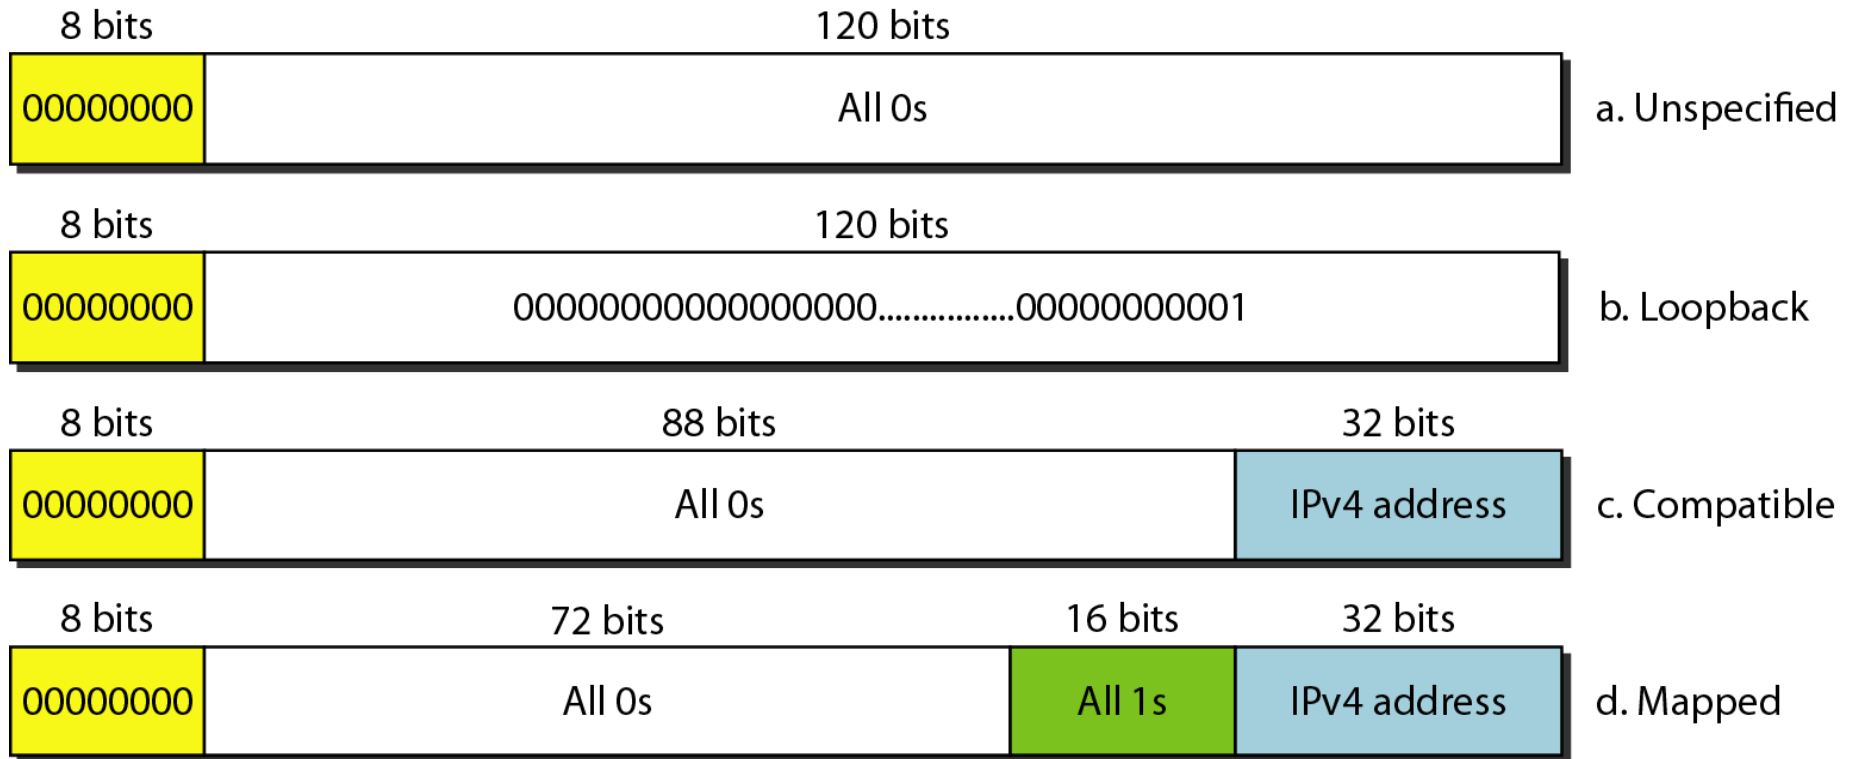 8 bits 120 bits
00000000 All 0s a. Unspecified
8 bits 120 bits
00000000 00000000000000000................00000000001 b. Loopback
8 bits 88 bits 32 bits
00000000 All 0s IPv4 address c. Compatible
8 bits 72 bits 16 bits 32 bits
00000000 All 0s All 1s IPv4 address d. Mapped